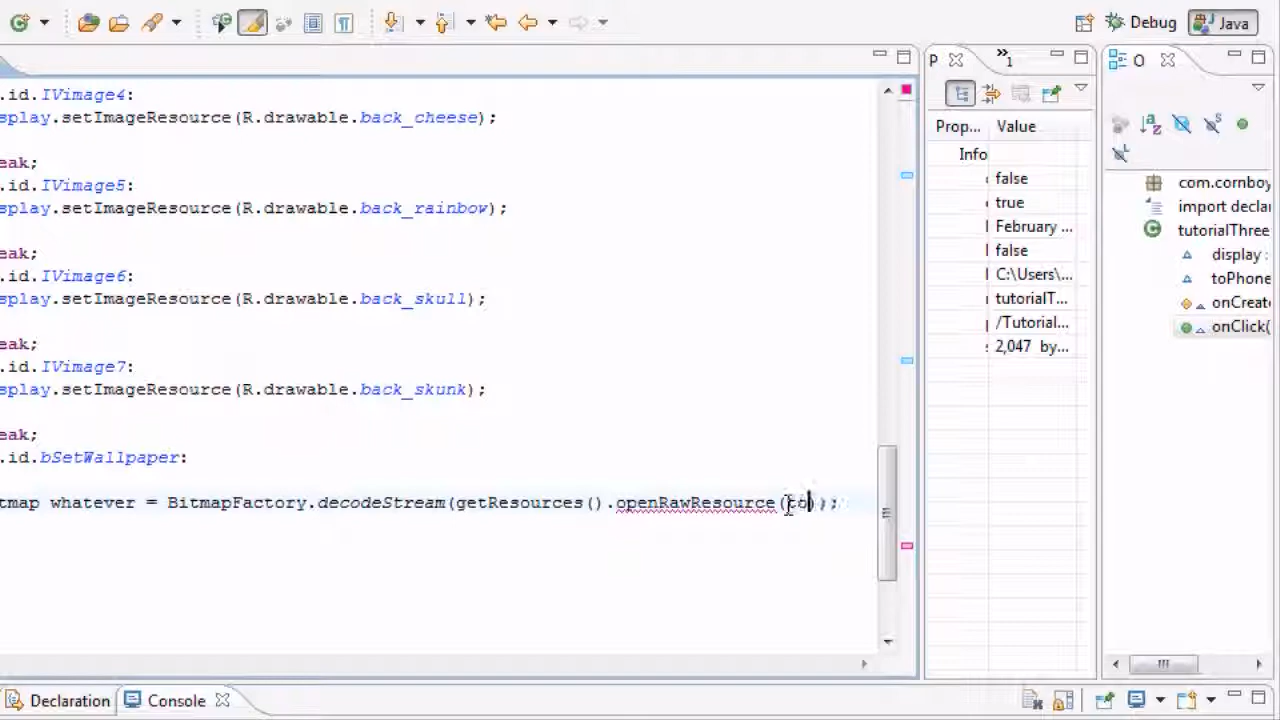 Debug
Java
.id.IVimage4:
splay.setImageResource(R.drawable.back_cheese);
eak;
.id.IVimage5:
splay.setImageResource(R.drawable.back_rainbow);
eak;
.id.IVimage6:
splay.setImageResource(R.drawable.back_skull);
eak;
.id.IVimage7:
splay.setImageResource(R.drawable.back_skunk);
eak;
.id.bSetWallpaper:
tmap whatever = BitmapFactory.decodeStream(getResources().openRawResource(to));
P
1
Prop... Value
Info
false
true
February ...
false
C:\Users\...
tutorialT...
/Tutorial...
2,047 by...
O
com.cornboy
import declar
tutorialThree
display :
toPhone
onCreate
onClick(
Declaration
Console